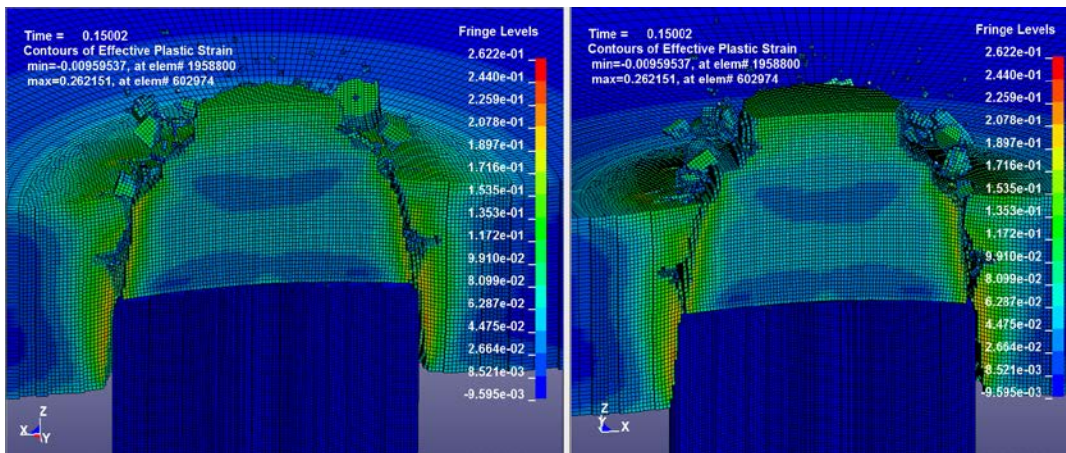 Time = 0.15002
Contours of Effective Plastic Strain
min=-0.00959537, at elem# 1958800
max=0.262151, at elem# 602974
Fringe Levels
2.622e-01
2.440e-01
2.259e-01
2.078e-01
1.897e-01
1.716e-01
1.535e-01
1.353e-01
1.172e-01
9.910e-02
8.099e-02
6.287e-02
4.475e-02
2.664e-02
8.521e-03
-9.595e-03
Z
X
Y
Time = 0.15002
Contours of Effective Plastic Strain
min=-0.00959537, at elem# 1958800
max=0.262151, at elem# 602974
Fringe Levels
2.622e-01
2.440e-01
2.259e-01
2.078e-01
1.897e-01
1.716e-01
1.535e-01
1.353e-01
1.172e-01
9.910e-02
8.099e-02
6.287e-02
4.475e-02
2.664e-02
8.521e-03
-9.595e-03
Z
Y
X